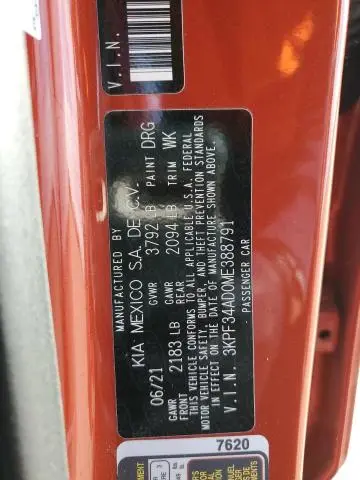 V.I.N.
MANUFACTURED BY
KIA MEXICO S.A. DE C.V.
06/21 GVWR 3792 LB PAINT DRG
GAWR FRONT 2183 LB GAWR REAR 2094 LB TRIM WK
THIS VEHICLE CONFORMS TO ALL APPLICABLE U.S.A. FEDERAL
MOTOR VEHICLE SAFETY, BUMPER, AND THEFT PREVENTION STANDARDS
IN EFFECT ON THE DATE OF MANUFACTURE SHOWN ABOVE.
V.I.N. 3KPF34AD0ME388791
PASSENGER CAR
7620